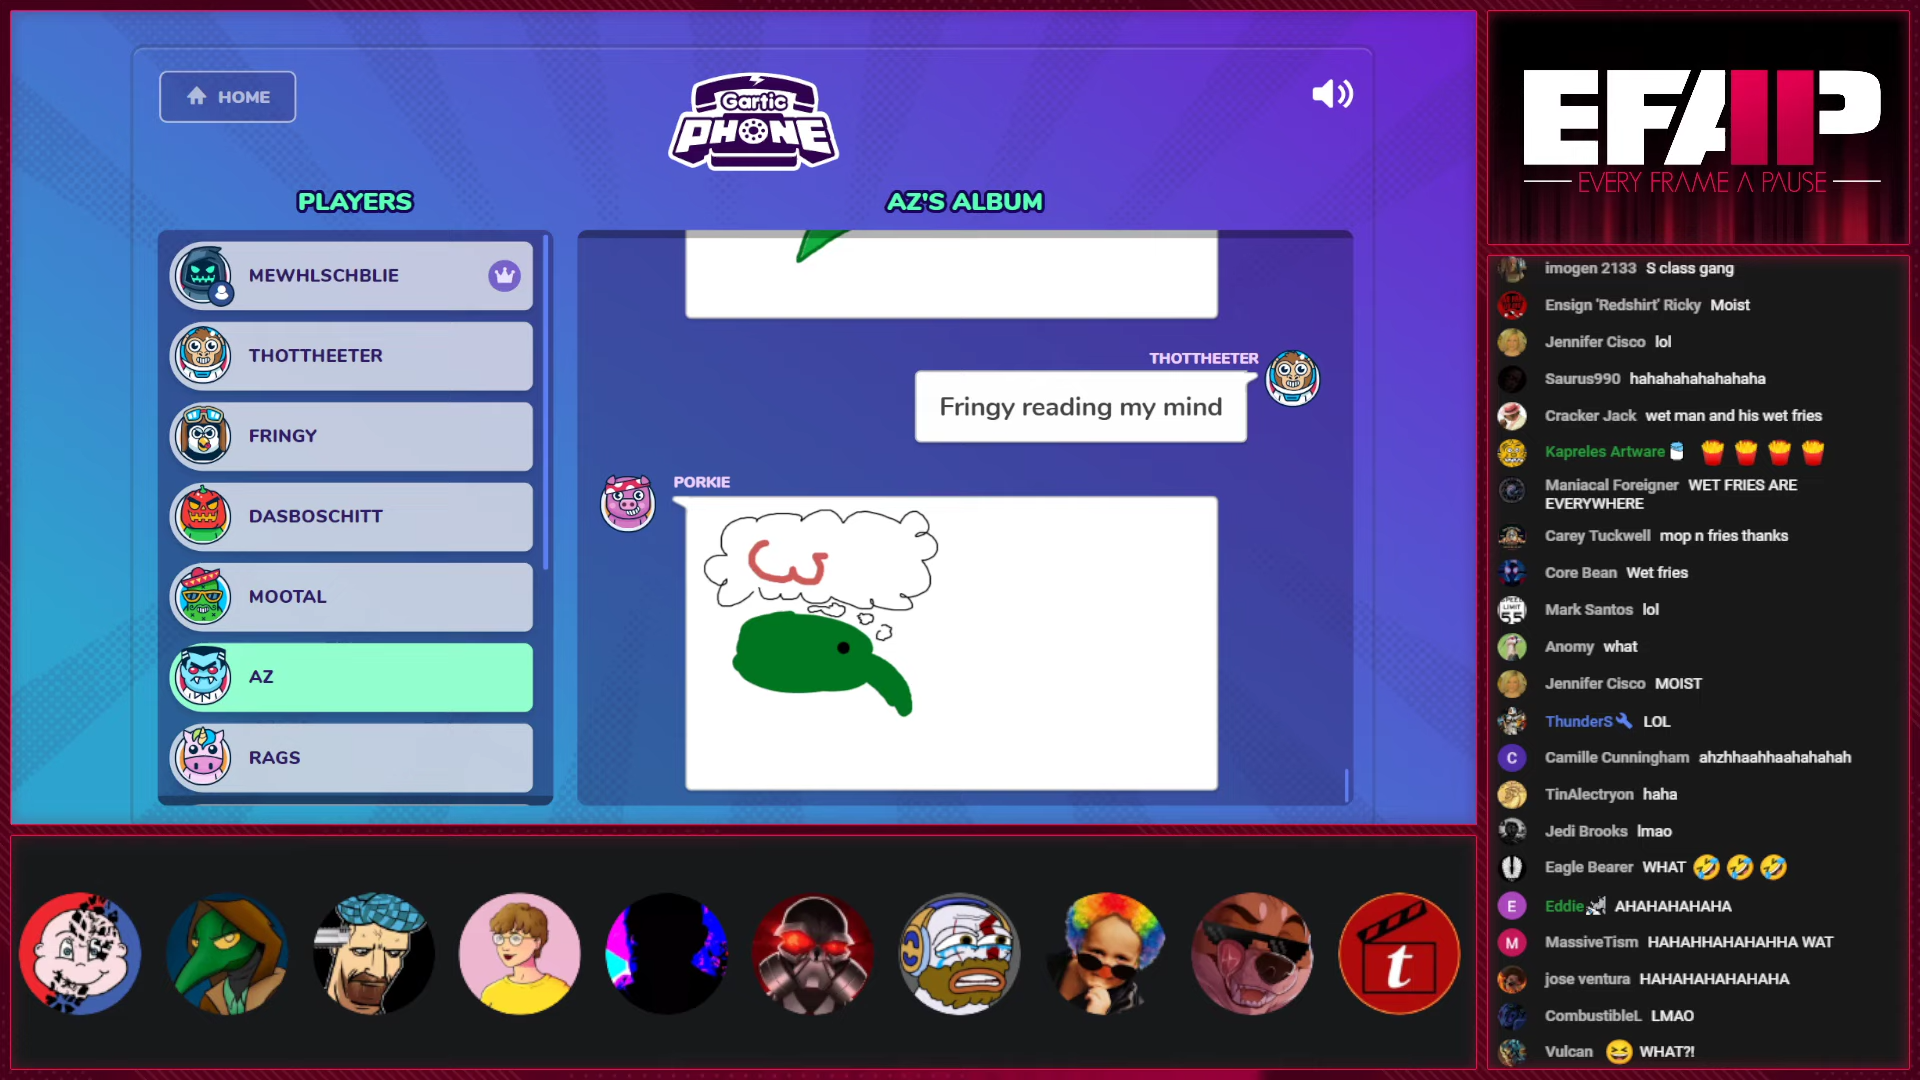 HOME
Gartic
PHONE
PLAYERS
AZ'S ALBUM
MEWHLSCHBLIE
THOTTHEETER
FRINGY
DASBOSCHITT
MOOTAL
AZ
RAGS
THOTTHEETER
Fringy reading my mind
PORKIE
t
EFAP
EVERY FRAME A PAUSE
imogen 2133 S class gang
Ensign 'Redshirt' Ricky Moist
Jennifer Cisco lol
Saurus990 hahahahahahaha
Cracker Jack wet man and his wet fries
Kapreles Artware 🍟 🍟 🍟 🍟
Maniacal Foreigner WET FRIES ARE
EVERYWHERE
Carey Tuckwell mop n fries thanks
Core Bean Wet fries
Mark Santos lol
Anomy what
Jennifer Cisco MOIST
ThunderS LOL
C Camille Cunningham ahzhhaahhaahahahah
TinAlectryon haha
Jedi Brooks lmao
Eagle Bearer WHAT 🤣 🤣 🤣
E Eddie AHAHAHAHAHA
M MassiveTism HAHAHHAHAHAHHA WAT
jose ventura HAHAHAHAHAHAHA
CombustibleL LMAO
Vulcan 😆 WHAT?!